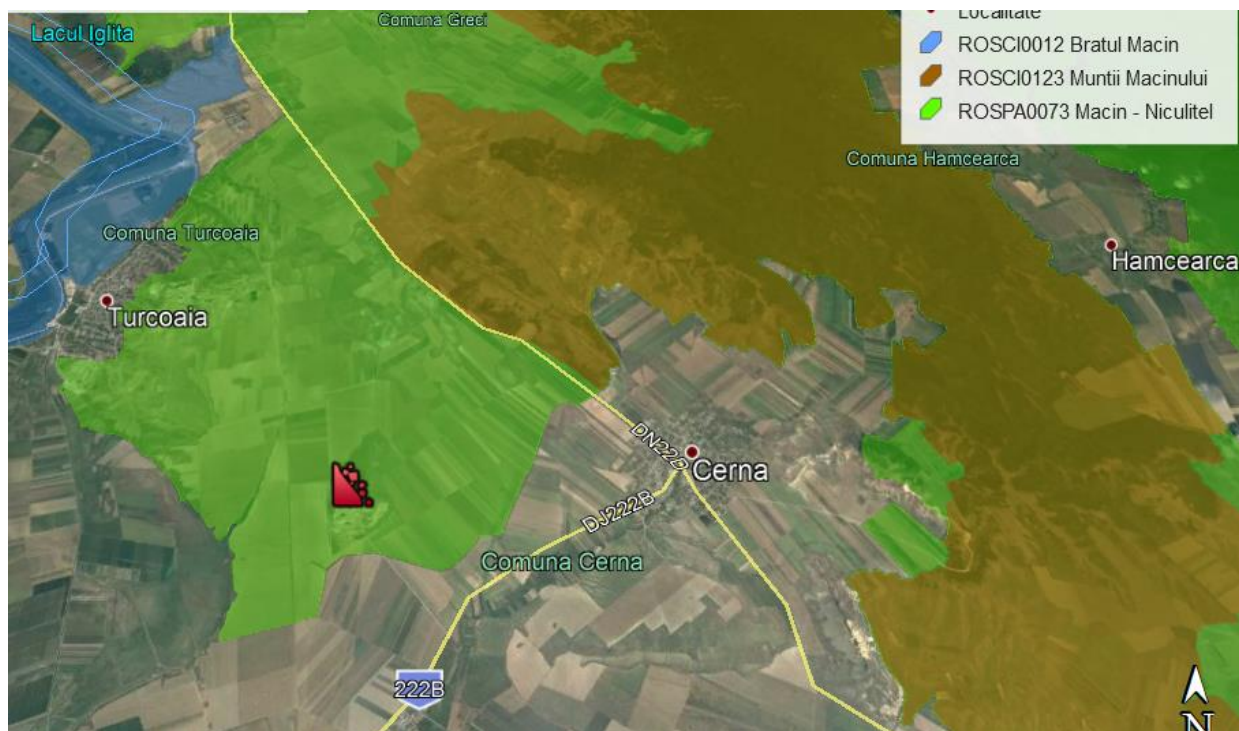 Localitate
ROSCI0012 Bratul Macin
ROSCI0123 Muntii Macinului
ROSPA0073 Macin - Niculitel
Lacul Iglita
Comuna Greci
Comuna Hamcearca
Comuna Turcoaia
Hamcearca
Turcoaia
DN22D
Cerna
DJ222B
Comuna Cerna
222B
N